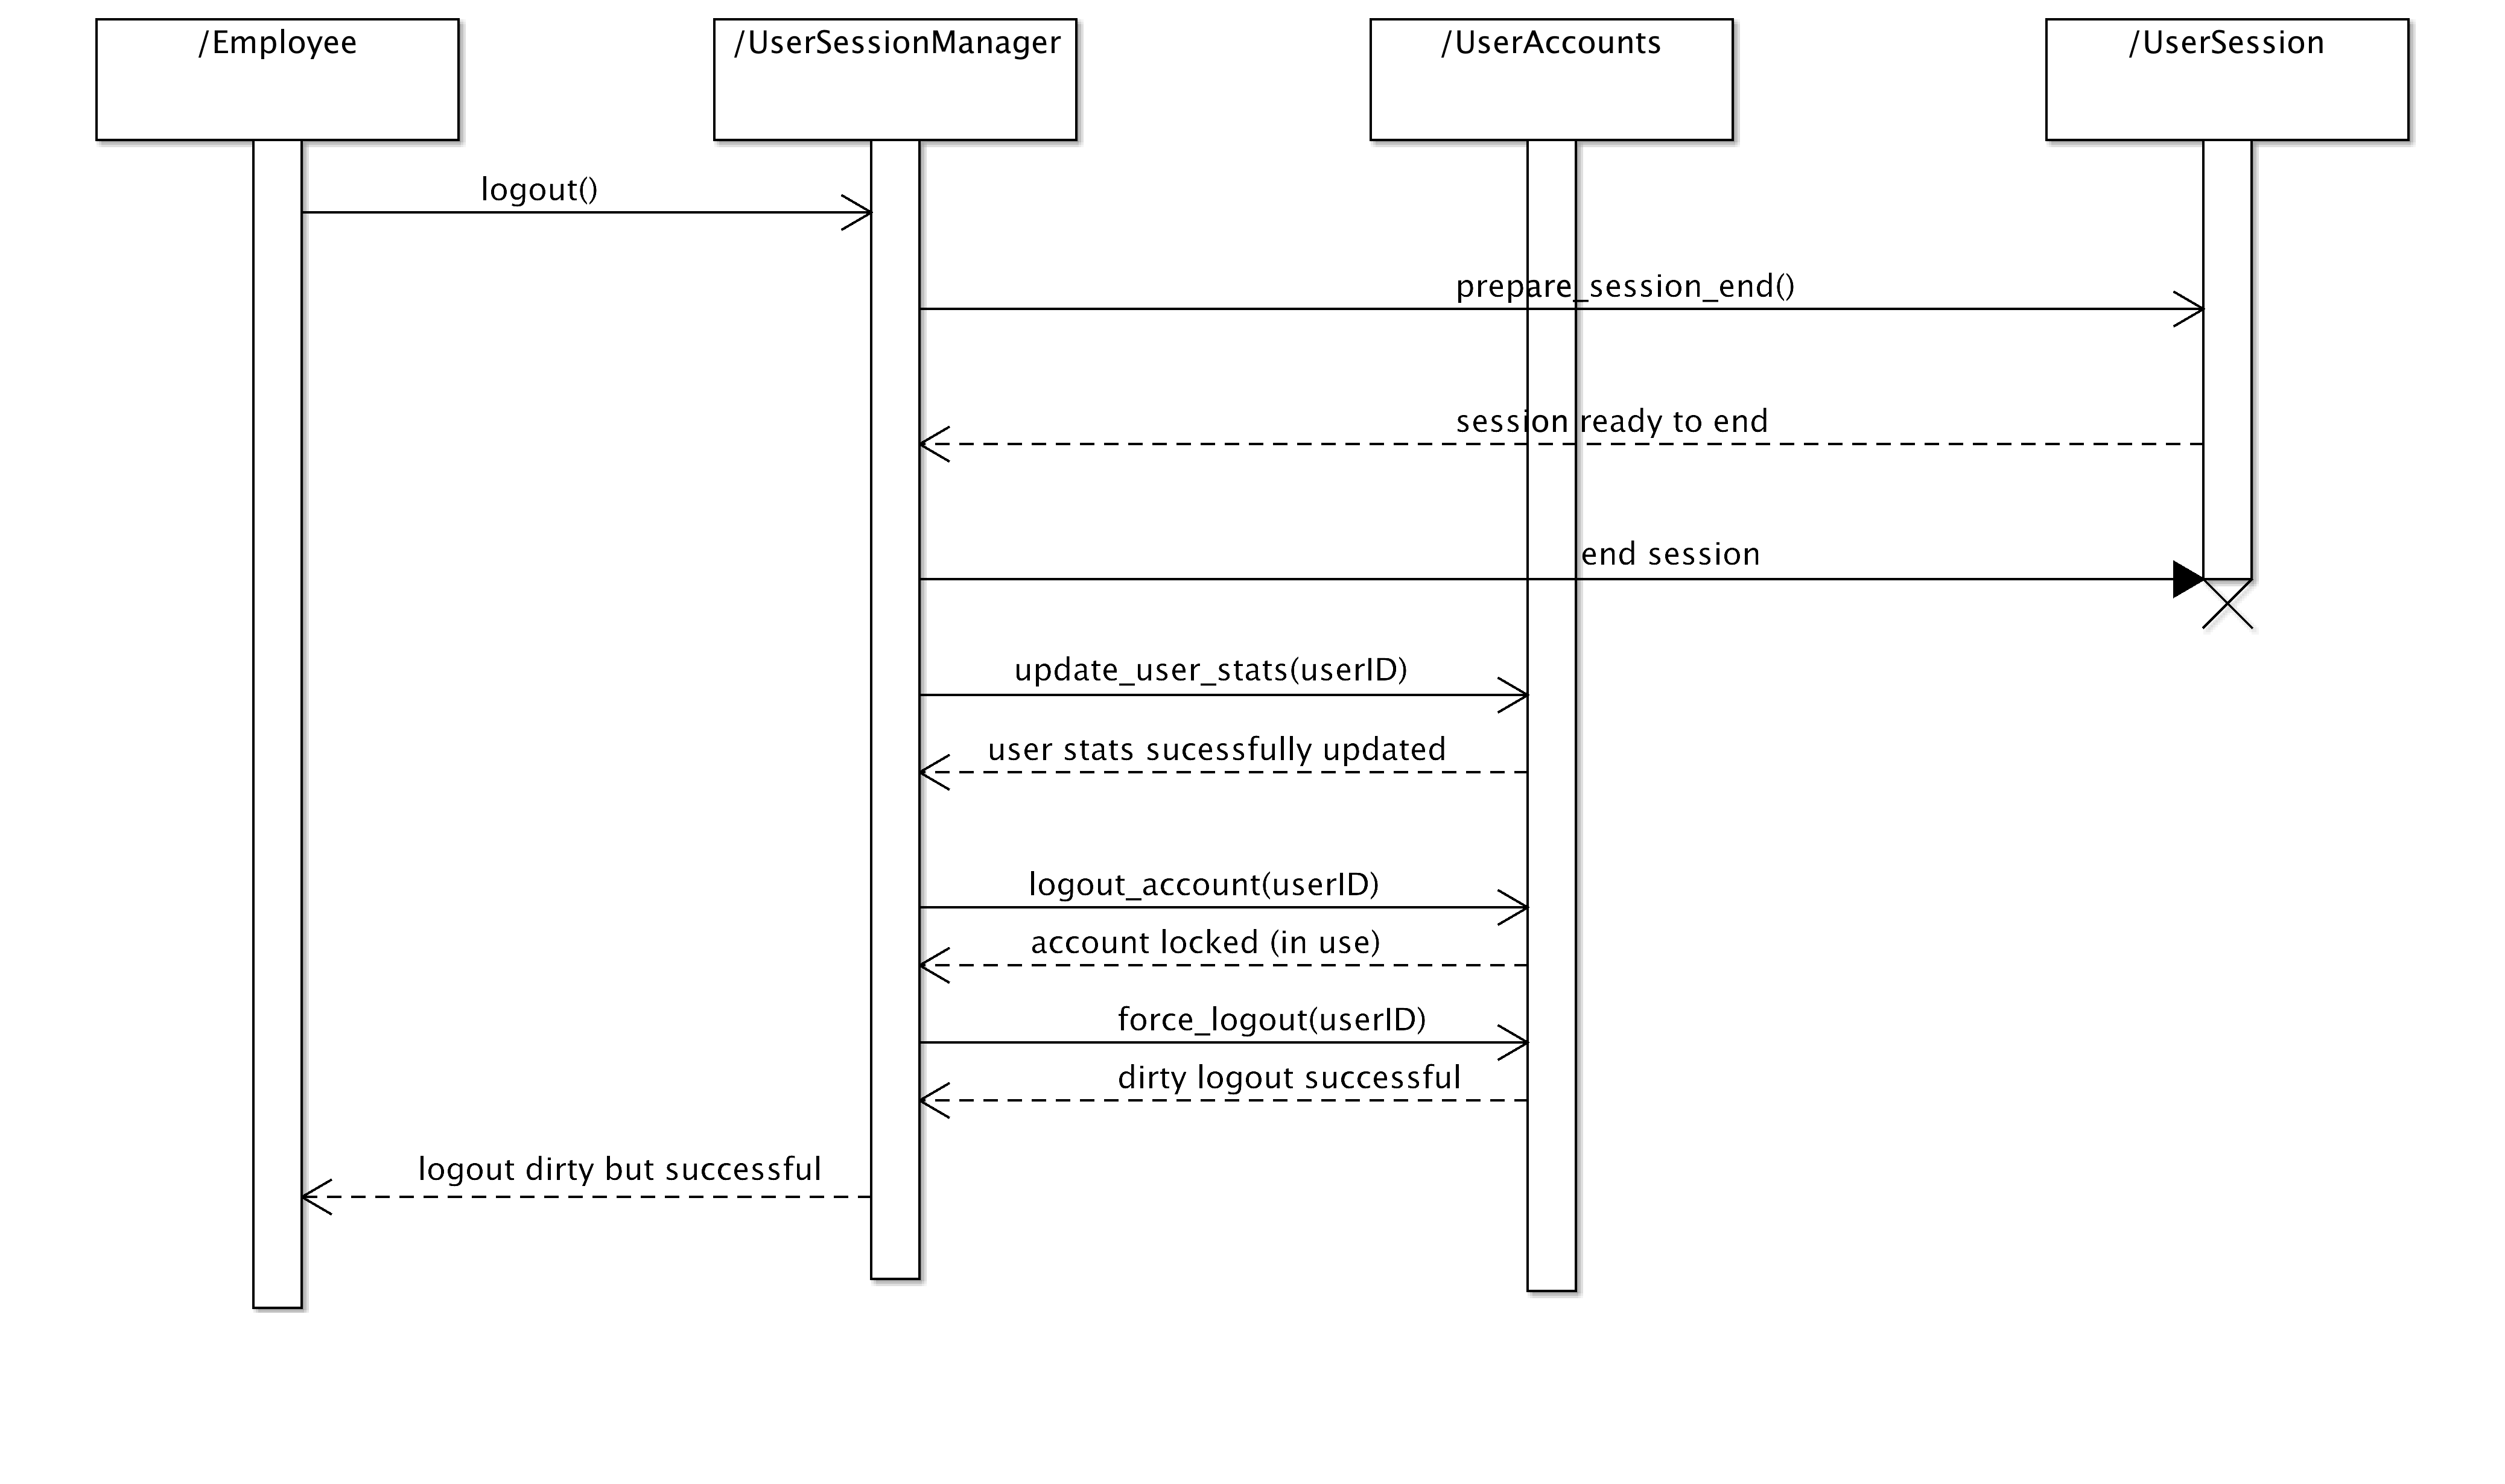 /Employee
/UserSessionManager
/UserAccounts
/UserSession
logout()
prepare_session_end()
session ready to end
end session
update_user_stats(userID)
user stats sucessfully updated
logout_account(userID)
account locked (in use)
force_logout(userID)
dirty logout successful
logout dirty but successful